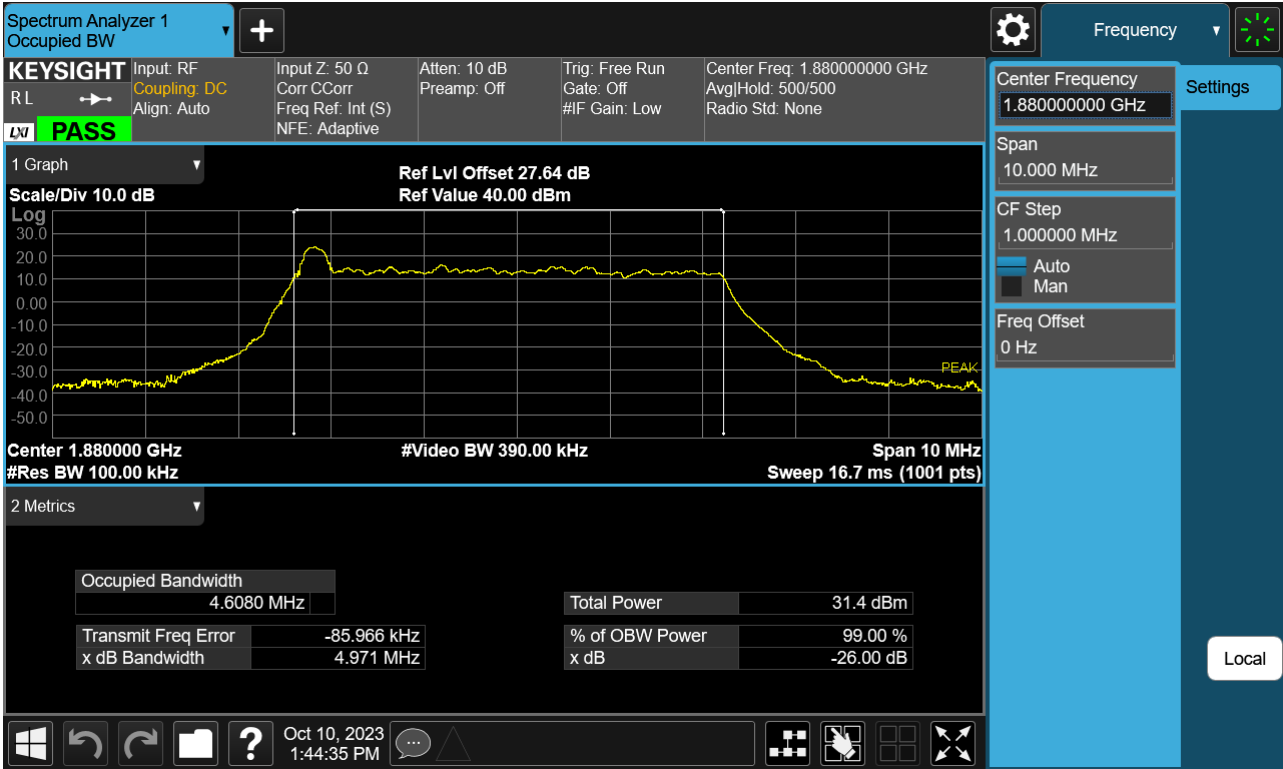 Spectrum Analyzer 1
Occupied BW
Frequency
KEYSIGHT
R L
LXI PASS
Input: RF
Coupling: DC
Align: Auto
Input Z: 50 Ω
Corr CCorr
Freq Ref: Int (S)
NFE: Adaptive
Atten: 10 dB
Preamp: Off
Trig: Free Run
Gate: Off
#IF Gain: Low
Center Freq: 1.880000000 GHz
Avg|Hold: 500/500
Radio Std: None
Center Frequency
1.880000000 GHz
Settings
Span
10.000 MHz
CF Step
1.000000 MHz
Auto
Man
Freq Offset
0 Hz
Local
1 Graph
Ref Lvl Offset 27.64 dB
Scale/Div 10.0 dB
Ref Value 40.00 dBm
Log
30.0
20.0
10.0
0.00
-10.0
-20.0
-30.0
-40.0
-50.0
PEAK
Center 1.880000 GHz
#Video BW 390.00 kHz
Span 10 MHz
#Res BW 100.00 kHz
Sweep 16.7 ms (1001 pts)
2 Metrics
Occupied Bandwidth
4.6080 MHz
Total Power 31.4 dBm
Transmit Freq Error -85.966 kHz
% of OBW Power 99.00 %
x dB Bandwidth 4.971 MHz
x dB -26.00 dB
Oct 10, 2023
1:44:35 PM